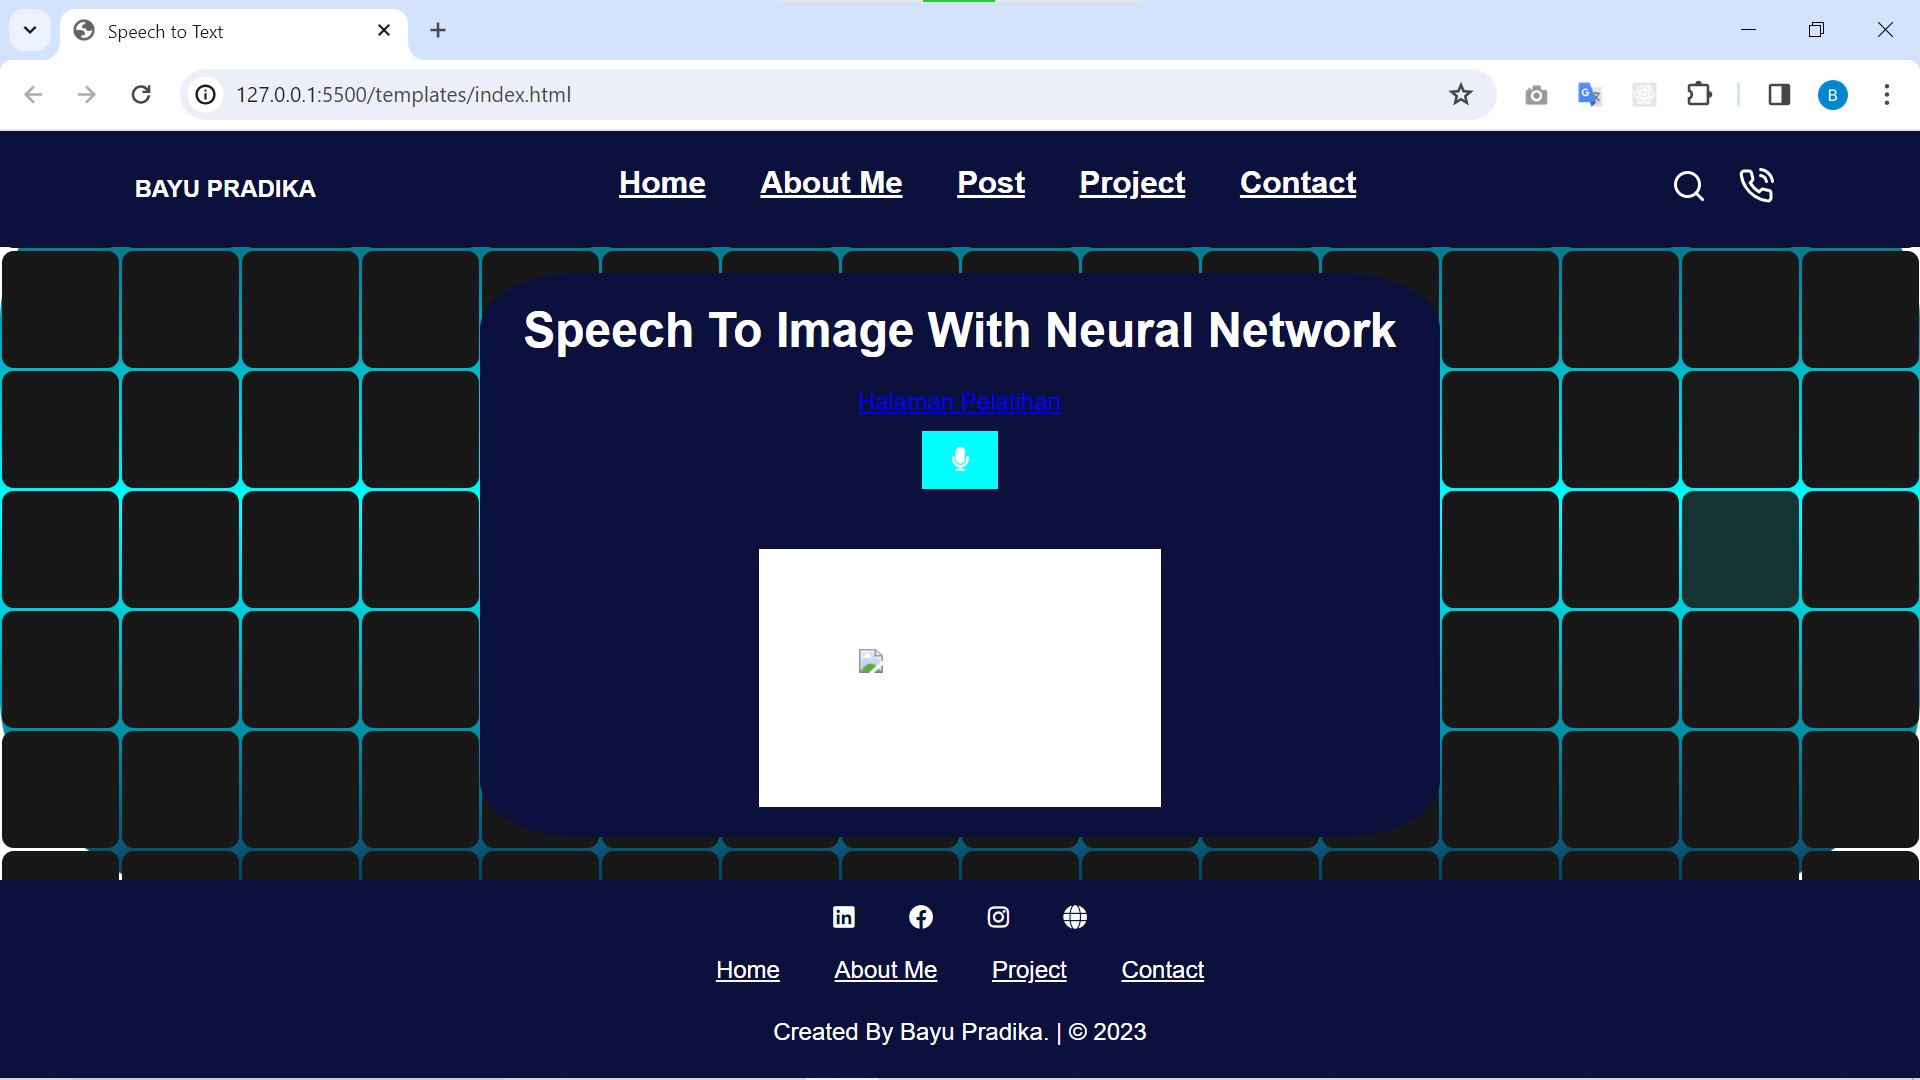 Speech to Text
127.0.0.1:5500/templates/index.html
B
BAYU PRADIKA
Home About Me Post Project Contact
Speech To Image With Neural Network
Halaman Pelatihan
Home About Me Project Contact
Created By Bayu Pradika. | © 2023